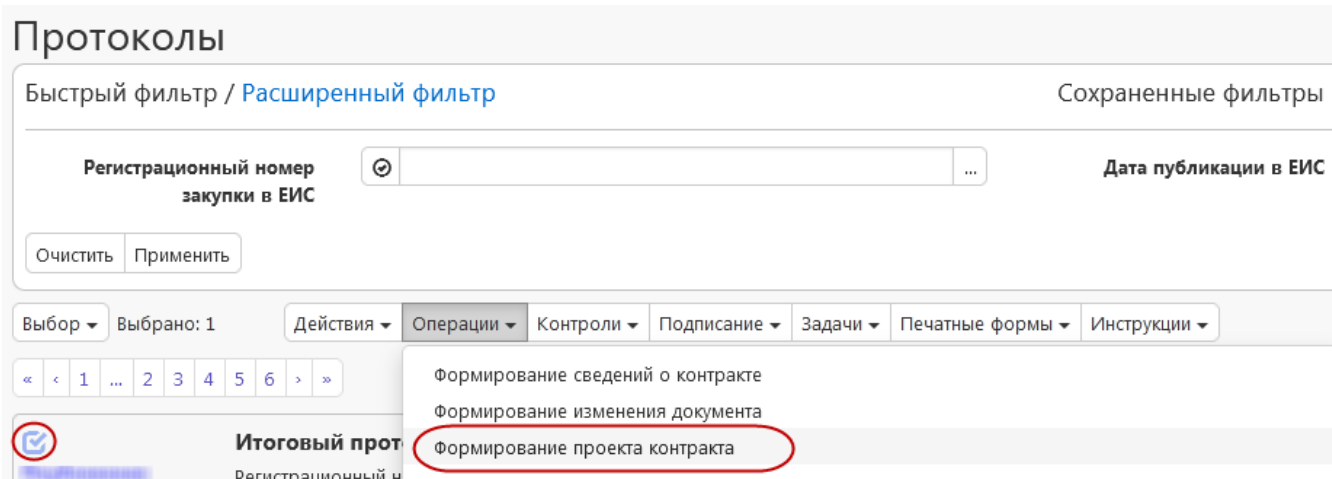 Протоколы
Быстрый фильтр / Расширенный фильтр Сохраненные фильтры
Регистрационный номер ... Дата публикации в ЕИС
закупки в ЕИС
Очистить Применить
Выбор Выбрано: 1 Действия Операции Контроли Подписание Задачи Печатные формы Инструкции
« ‹ 1 ... 2 3 4 5 6 › » Формирование сведений о контракте
Формирование изменения документа
Итоговый прот Формирование проекта контракта
Регистрационный н